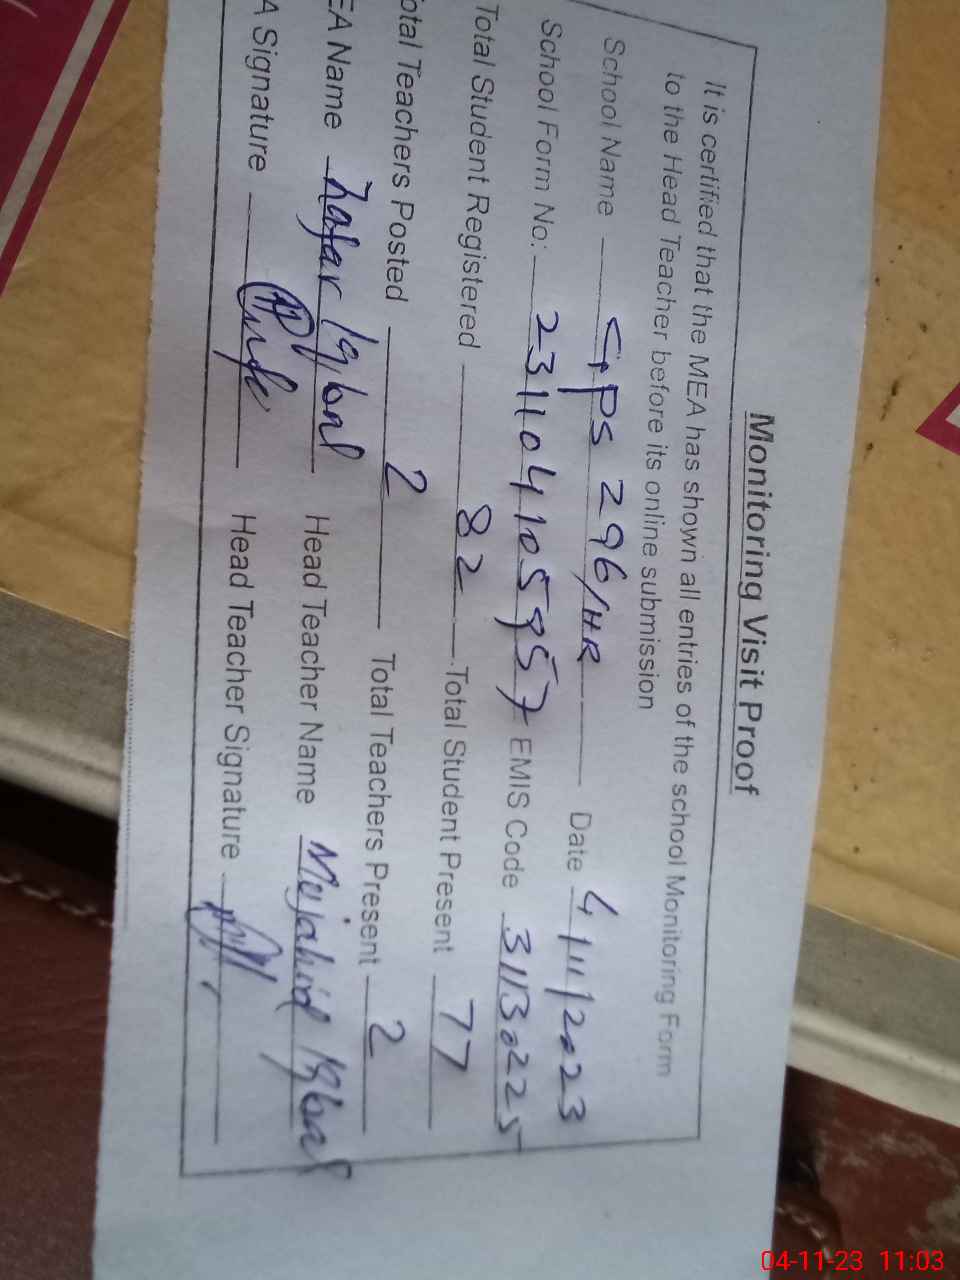 Monitoring Visit Proof
It is certified that the MEA has shown all entries of the school Monitoring Form
to the Head Teacher before its online submission
School Name GPS 296/HR Date 4/11/2023
School Form No: 231104105957 EMIS Code 31130225
Total Student Registered 82 Total Student Present 77
otal Teachers Posted 2 Total Teachers Present 2
EA Name Zafar Iqbal Head Teacher Name Mujahid Iqbal
A Signature Head Teacher Signature
04-11-23 11:03